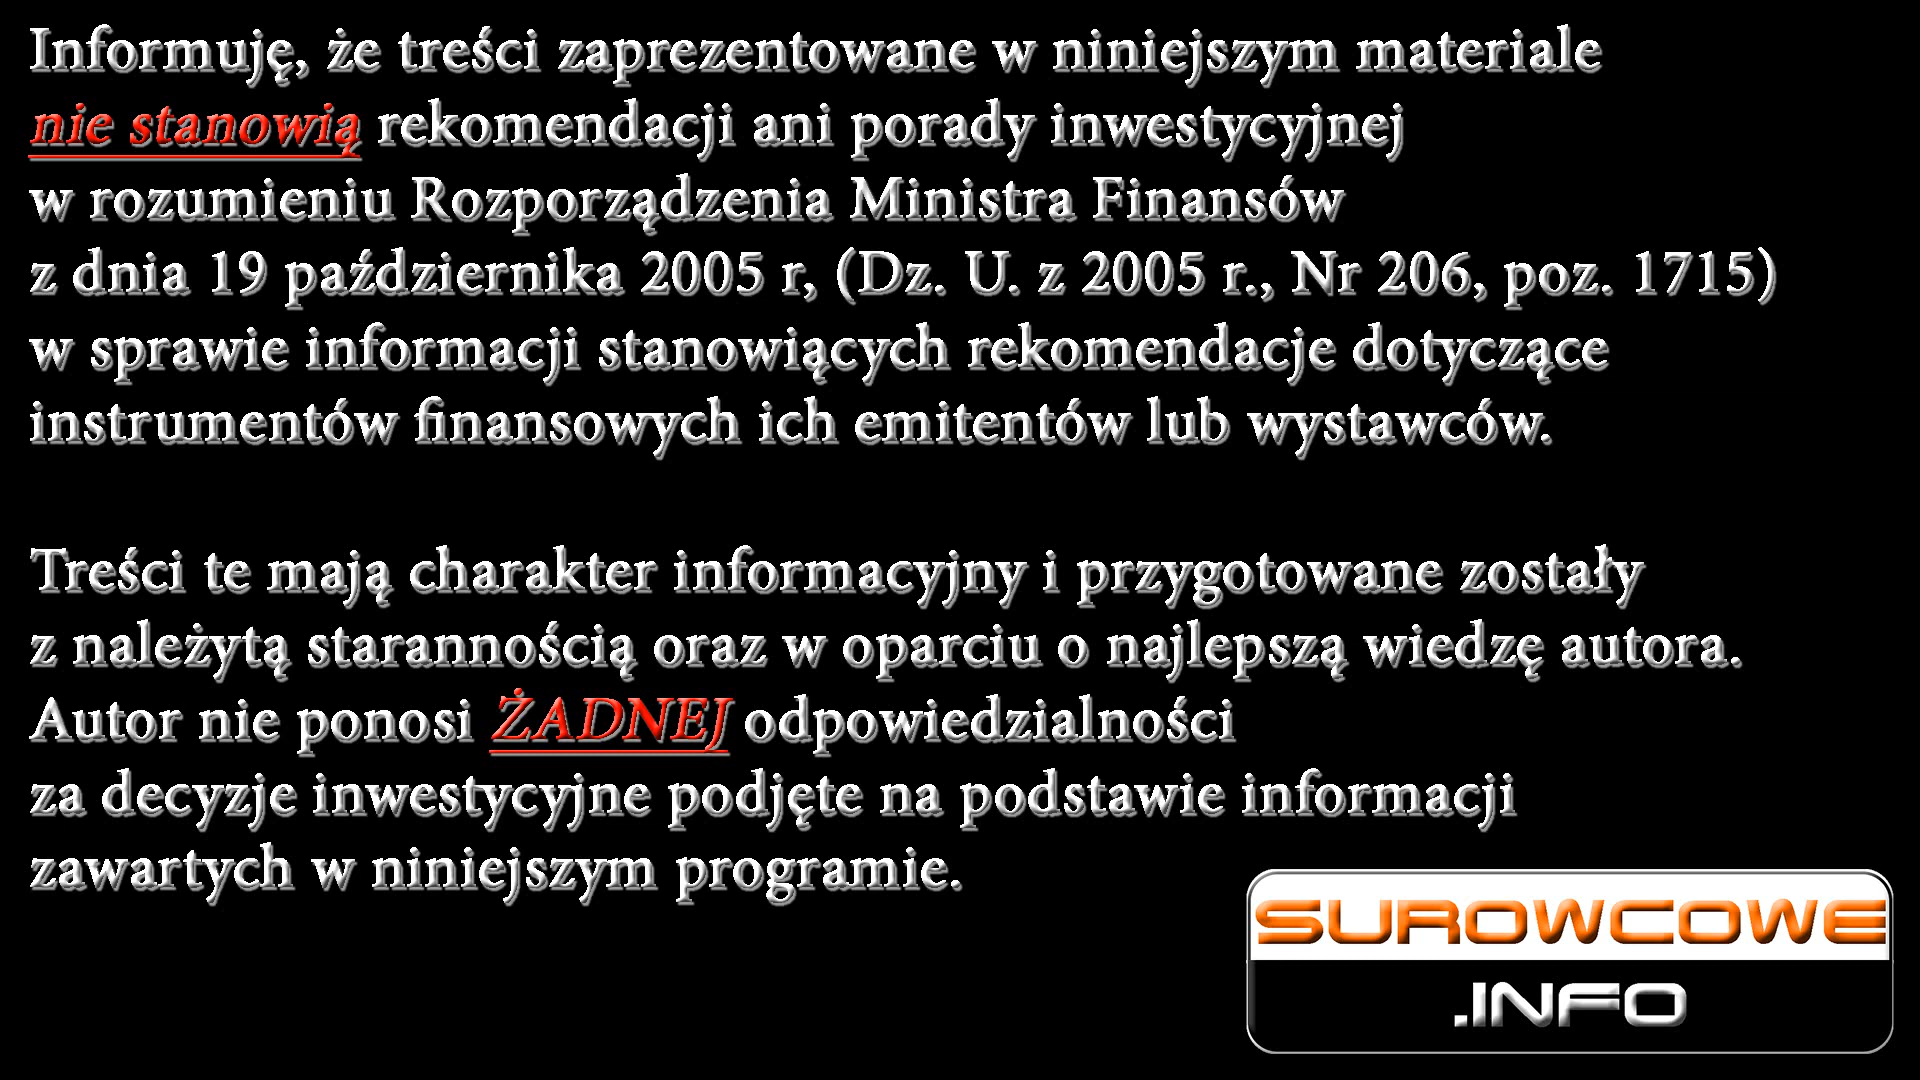 Informuję, że treści zaprezentowane w niniejszym materiale
nie stanowią rekomendacji ani porady inwestycyjnej
w rozumieniu Rozporządzenia Ministra Finansów
z dnia 19 października 2005 r, (Dz. U. z 2005 r., Nr 206, poz. 1715)
w sprawie informacji stanowiących rekomendacje dotyczące
instrumentów finansowych ich emitentów lub wystawców.
Treści te mają charakter informacyjny i przygotowane zostały
z należytą starannością oraz w oparciu o najlepszą wiedzę autora.
Autor nie ponosi ŻADNEJ odpowiedzialności
za decyzje inwestycyjne podjęte na podstawie informacji
zawartych w niniejszym programie.
SUROWCOWE
.INFO